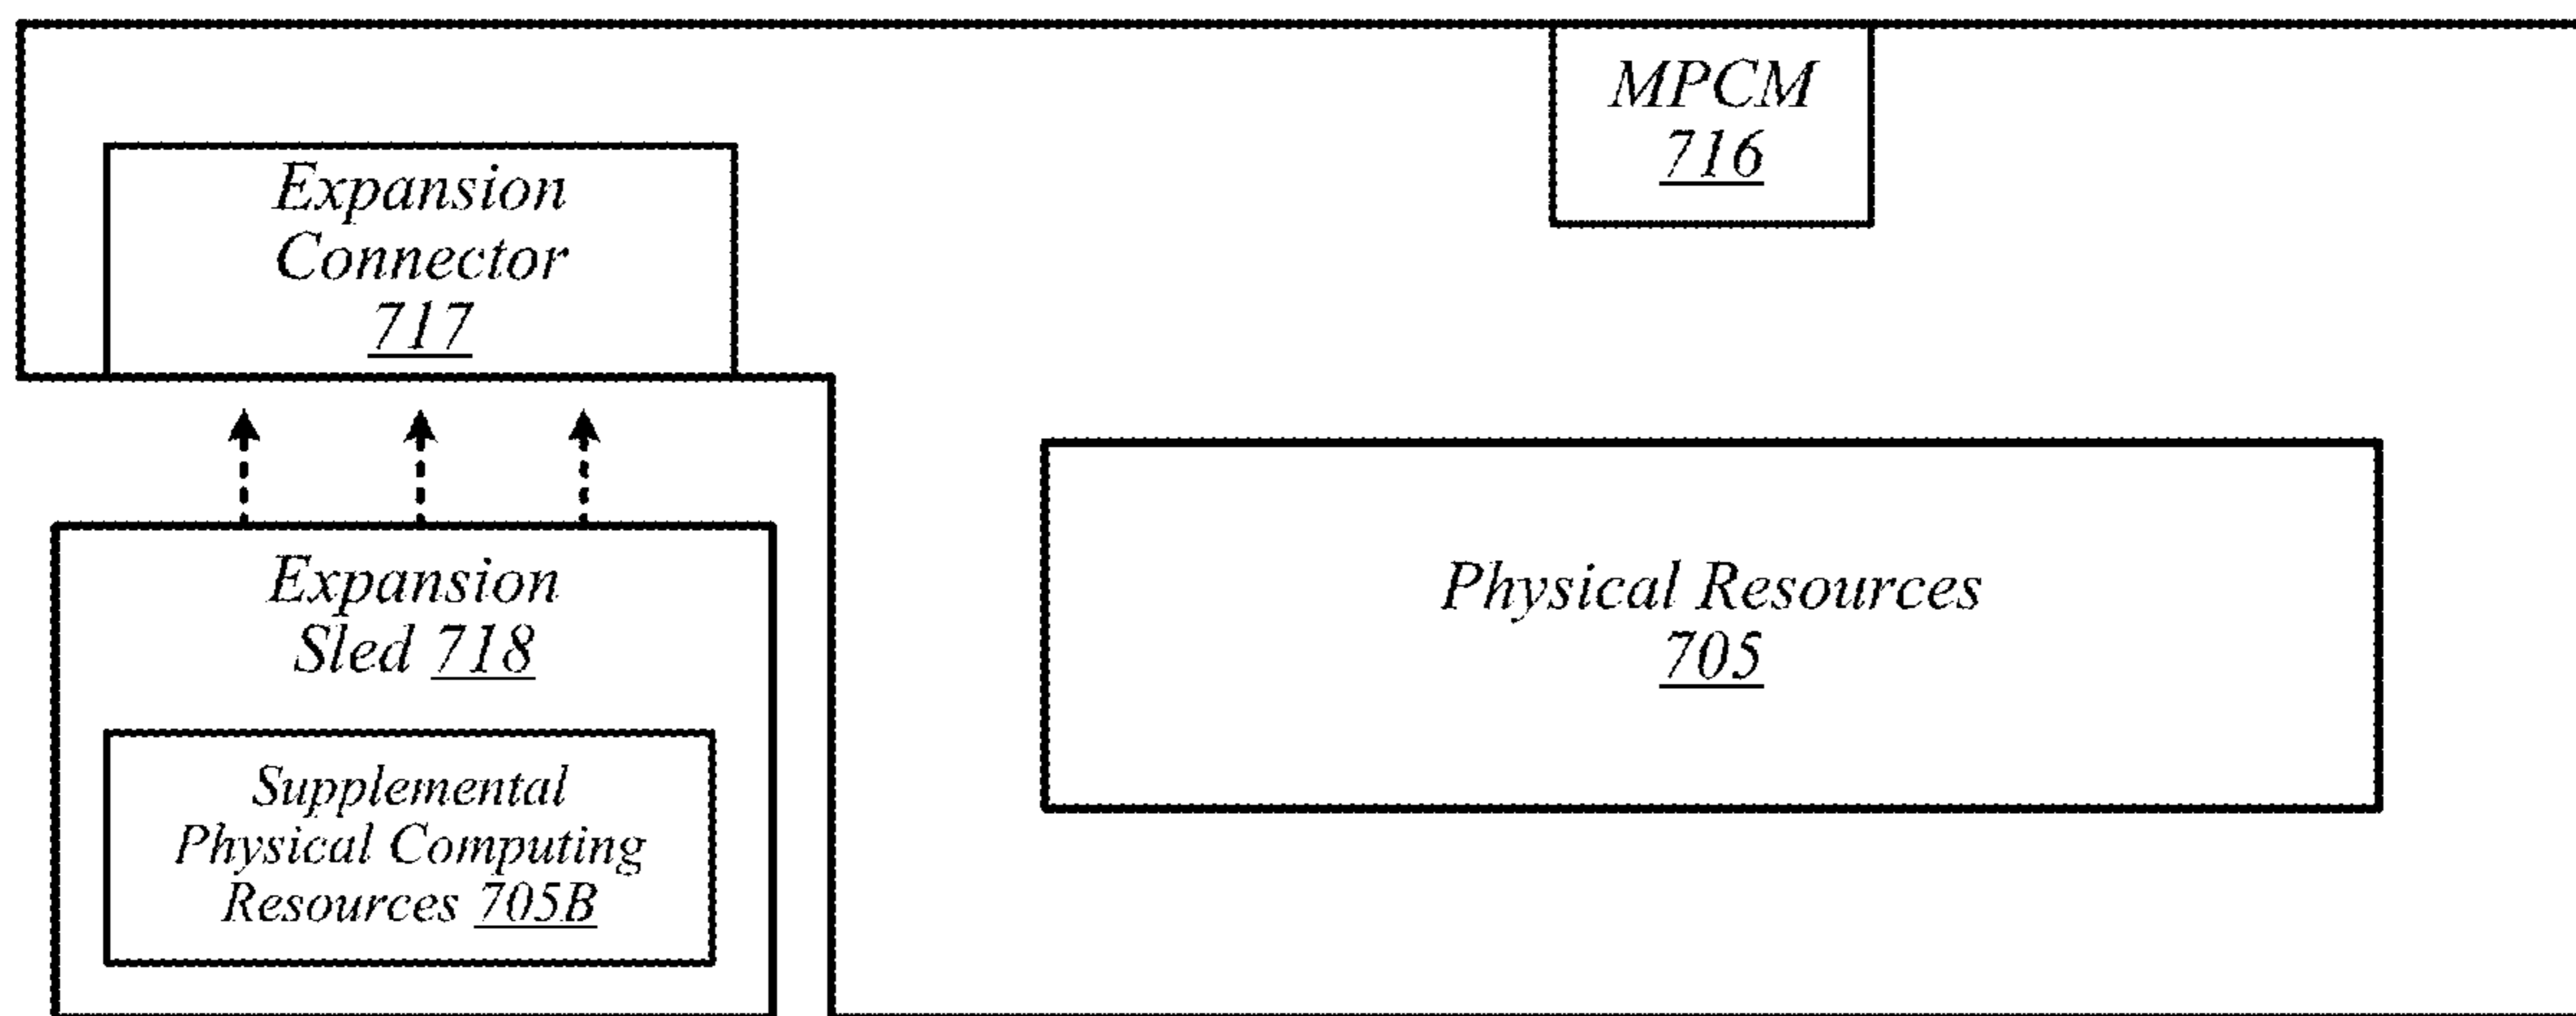 MPCM
716
Expansion
Connector
717
Expansion
Sled 718
Physical Resources
705
Supplemental
Physical Computing
Resources 705B